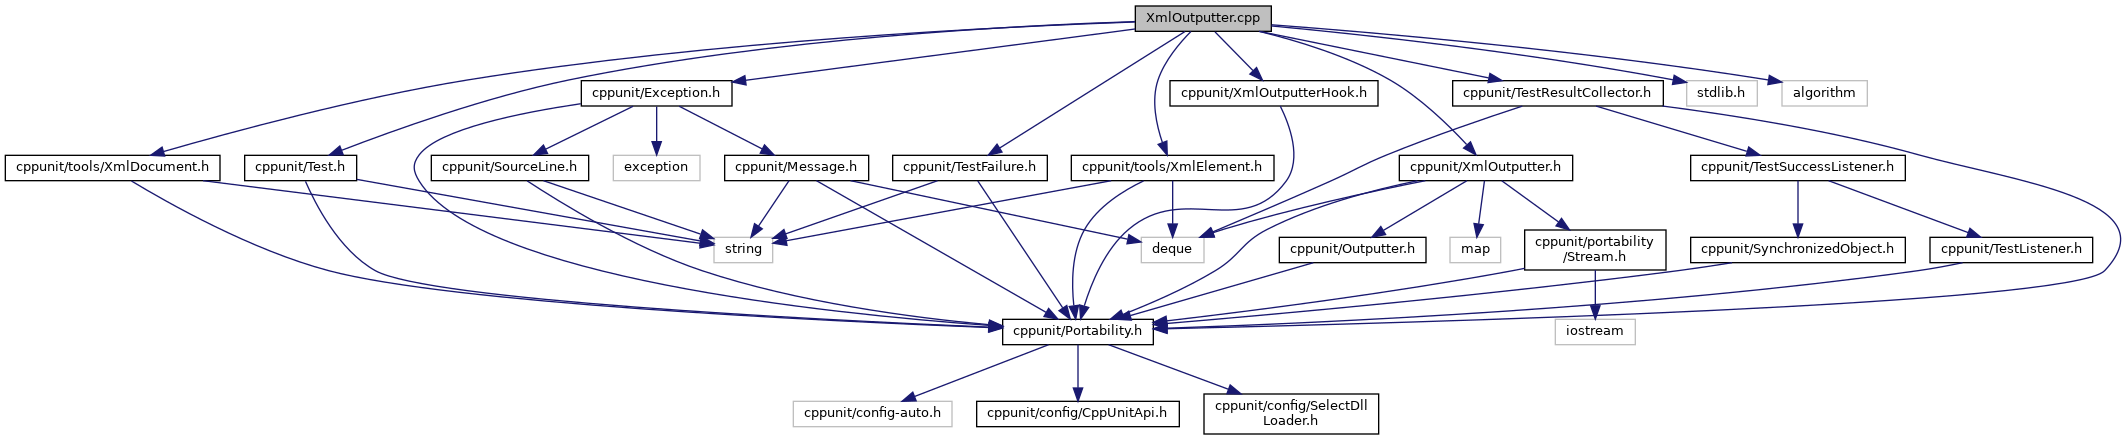 XmlOutputter.cpp
cppunit/Exception.h
cppunit/XmlOutputterHook.h
cppunit/TestResultCollector.h
stdlib.h
algorithm
cppunit/tools/XmlDocument.h
cppunit/Test.h
cppunit/SourceLine.h
exception
cppunit/Message.h
cppunit/TestFailure.h
cppunit/tools/XmlElement.h
cppunit/XmlOutputter.h
cppunit/TestSuccessListener.h
string
deque
cppunit/Outputter.h
map
cppunit/portability
/Stream.h
cppunit/SynchronizedObject.h
cppunit/TestListener.h
cppunit/Portability.h
iostream
cppunit/config-auto.h
cppunit/config/CppUnitApi.h
cppunit/config/SelectDll
Loader.h